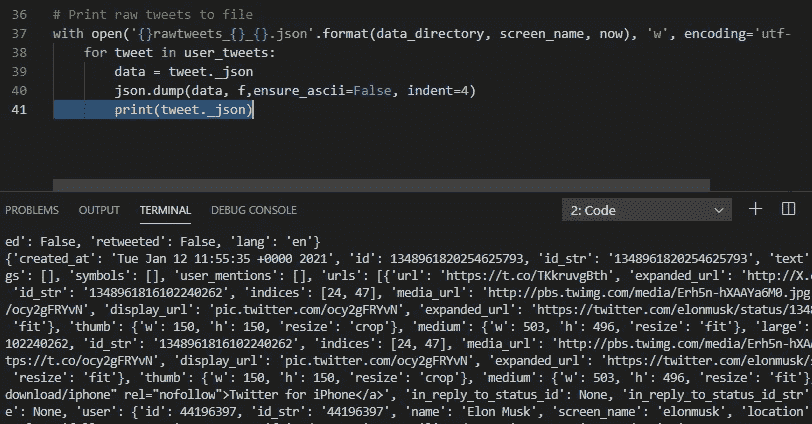 36 # Print raw tweets to file
37 with open('{}rawtweets_{}_{}.json'.format(data_directory, screen_name, now), 'w', encoding='utf-
38 for tweet in user_tweets:
39 data = tweet._json
40 json.dump(data, f,ensure_ascii=False, indent=4)
41 print(tweet._json)
PROBLEMS OUTPUT TERMINAL DEBUG CONSOLE 2: Code
ed': False, 'retweeted': False, 'lang': 'en'}
{'created_at': 'Tue Jan 12 11:55:35 +0000 2021', 'id': 1348961820254625793, 'id_str': '1348961820254625793', 'text'
gs': [], 'symbols': [], 'user_mentions': [], 'urls': [{'url': 'https://t.co/TKkruvgBth', 'expanded_url': 'http://X.c
'id_str': '1348961816102240262', 'indices': [24, 47], 'media_url': 'http://pbs.twimg.com/media/Erh5n-hXAAYa6M0.jpg
/ocy2gFRYvN', 'display_url': 'pic.twitter.com/ocy2gFRYvN', 'expanded_url': 'https://twitter.com/elonmusk/status/1348
'fit'}, 'thumb': {'w': 150, 'h': 150, 'resize': 'crop'}, 'medium': {'w': 503, 'h': 496, 'resize': 'fit'}, 'large':
102240262, 'id_str': '1348961816102240262', 'indices': [24, 47], 'media_url': 'http://pbs.twimg.com/media/Erh5n-hXAA
tps://t.co/ocy2gFRYvN', 'display_url': 'pic.twitter.com/ocy2gFRYvN', 'expanded_url': 'https://twitter.com/elonmusk/s
'resize': 'fit'}, 'thumb': {'w': 150, 'h': 150, 'resize': 'crop'}, 'medium': {'w': 503, 'h': 496, 'resize': 'fit'},
download/iphone" rel="nofollow">Twitter for iPhone</a>', 'in_reply_to_status_id': None, 'in_reply_to_status_id_str
e': None, 'user': {'id': 44196397, 'id_str': '44196397', 'name': 'Elon Musk', 'screen_name': 'elonmusk', 'location'